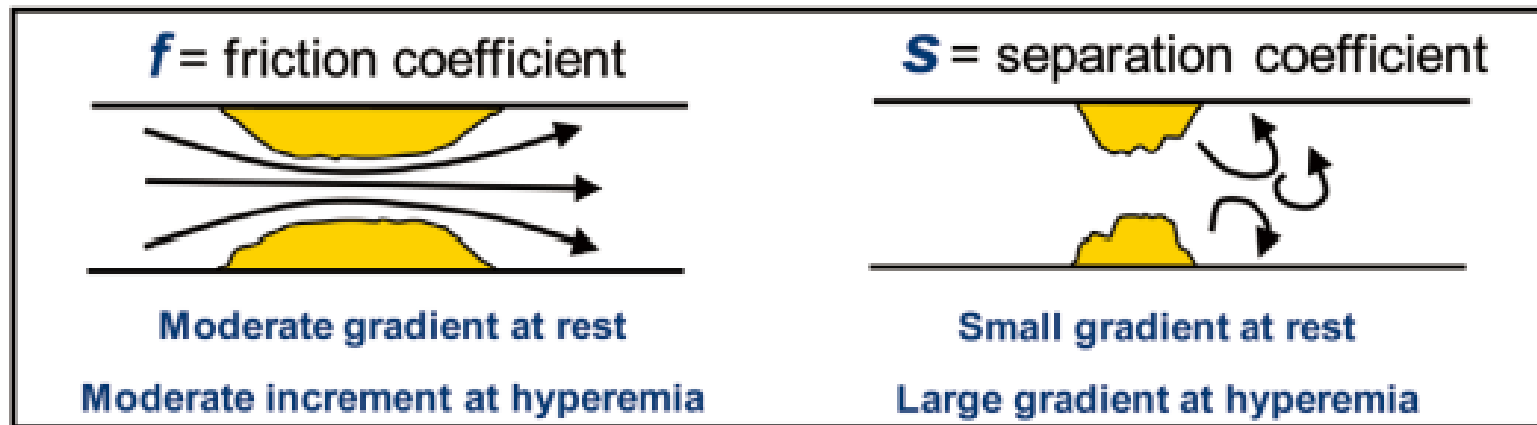 f = friction coefficient
Moderate gradient at rest
Moderate increment at hyperemia
s = separation coefficient
Small gradient at rest
Large gradient at hyperemia